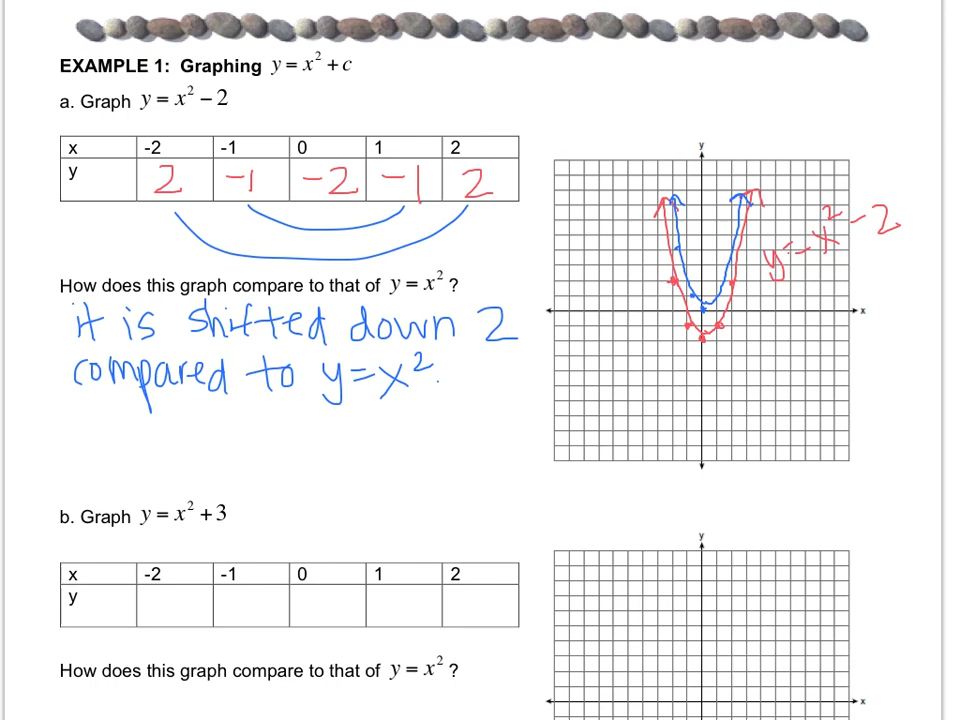 EXAMPLE 1: Graphing y = x² + c
a. Graph y = x² − 2
x -2 -1 0 1 2
y 2 -1 -2 -1 2
y
y=x²-2
x
How does this graph compare to that of y = x² ?
it is shifted down 2
compared to y=x².
b. Graph y = x² + 3
y
x -2 -1 0 1 2
y
How does this graph compare to that of y = x² ?
x